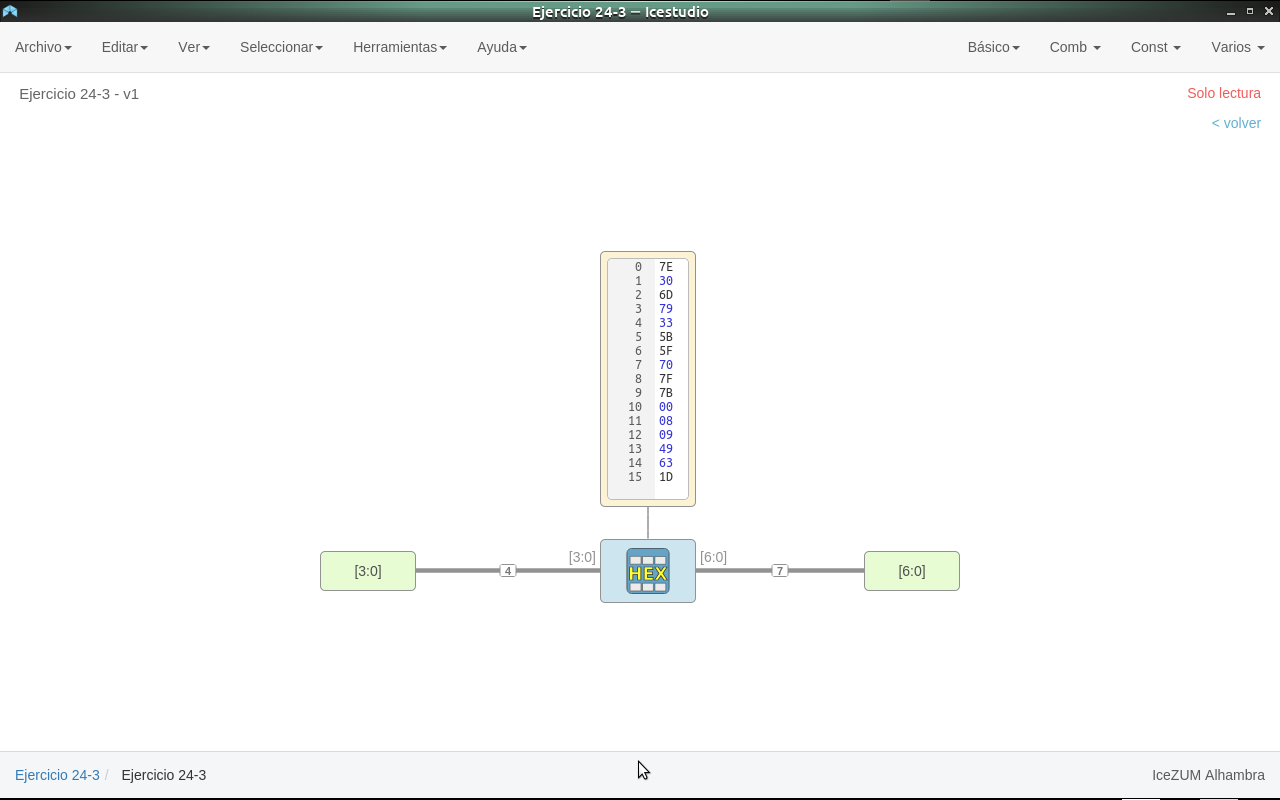 Ejercicio 24-3 – Icestudio
Archivo Editar Ver Seleccionar Herramientas Ayuda Básico Comb Const Varios
Ejercicio 24-3 - v1 Solo lectura
< volver
0 7E
1 30
2 6D
3 79
4 33
5 5B
6 5F
7 70
8 7F
9 7B
10 00
11 08
12 09
13 49
14 63
15 1D
[3:0] 4 [3:0] HEX [6:0] 7 [6:0]
Ejercicio 24-3 / Ejercicio 24-3 IceZUM Alhambra